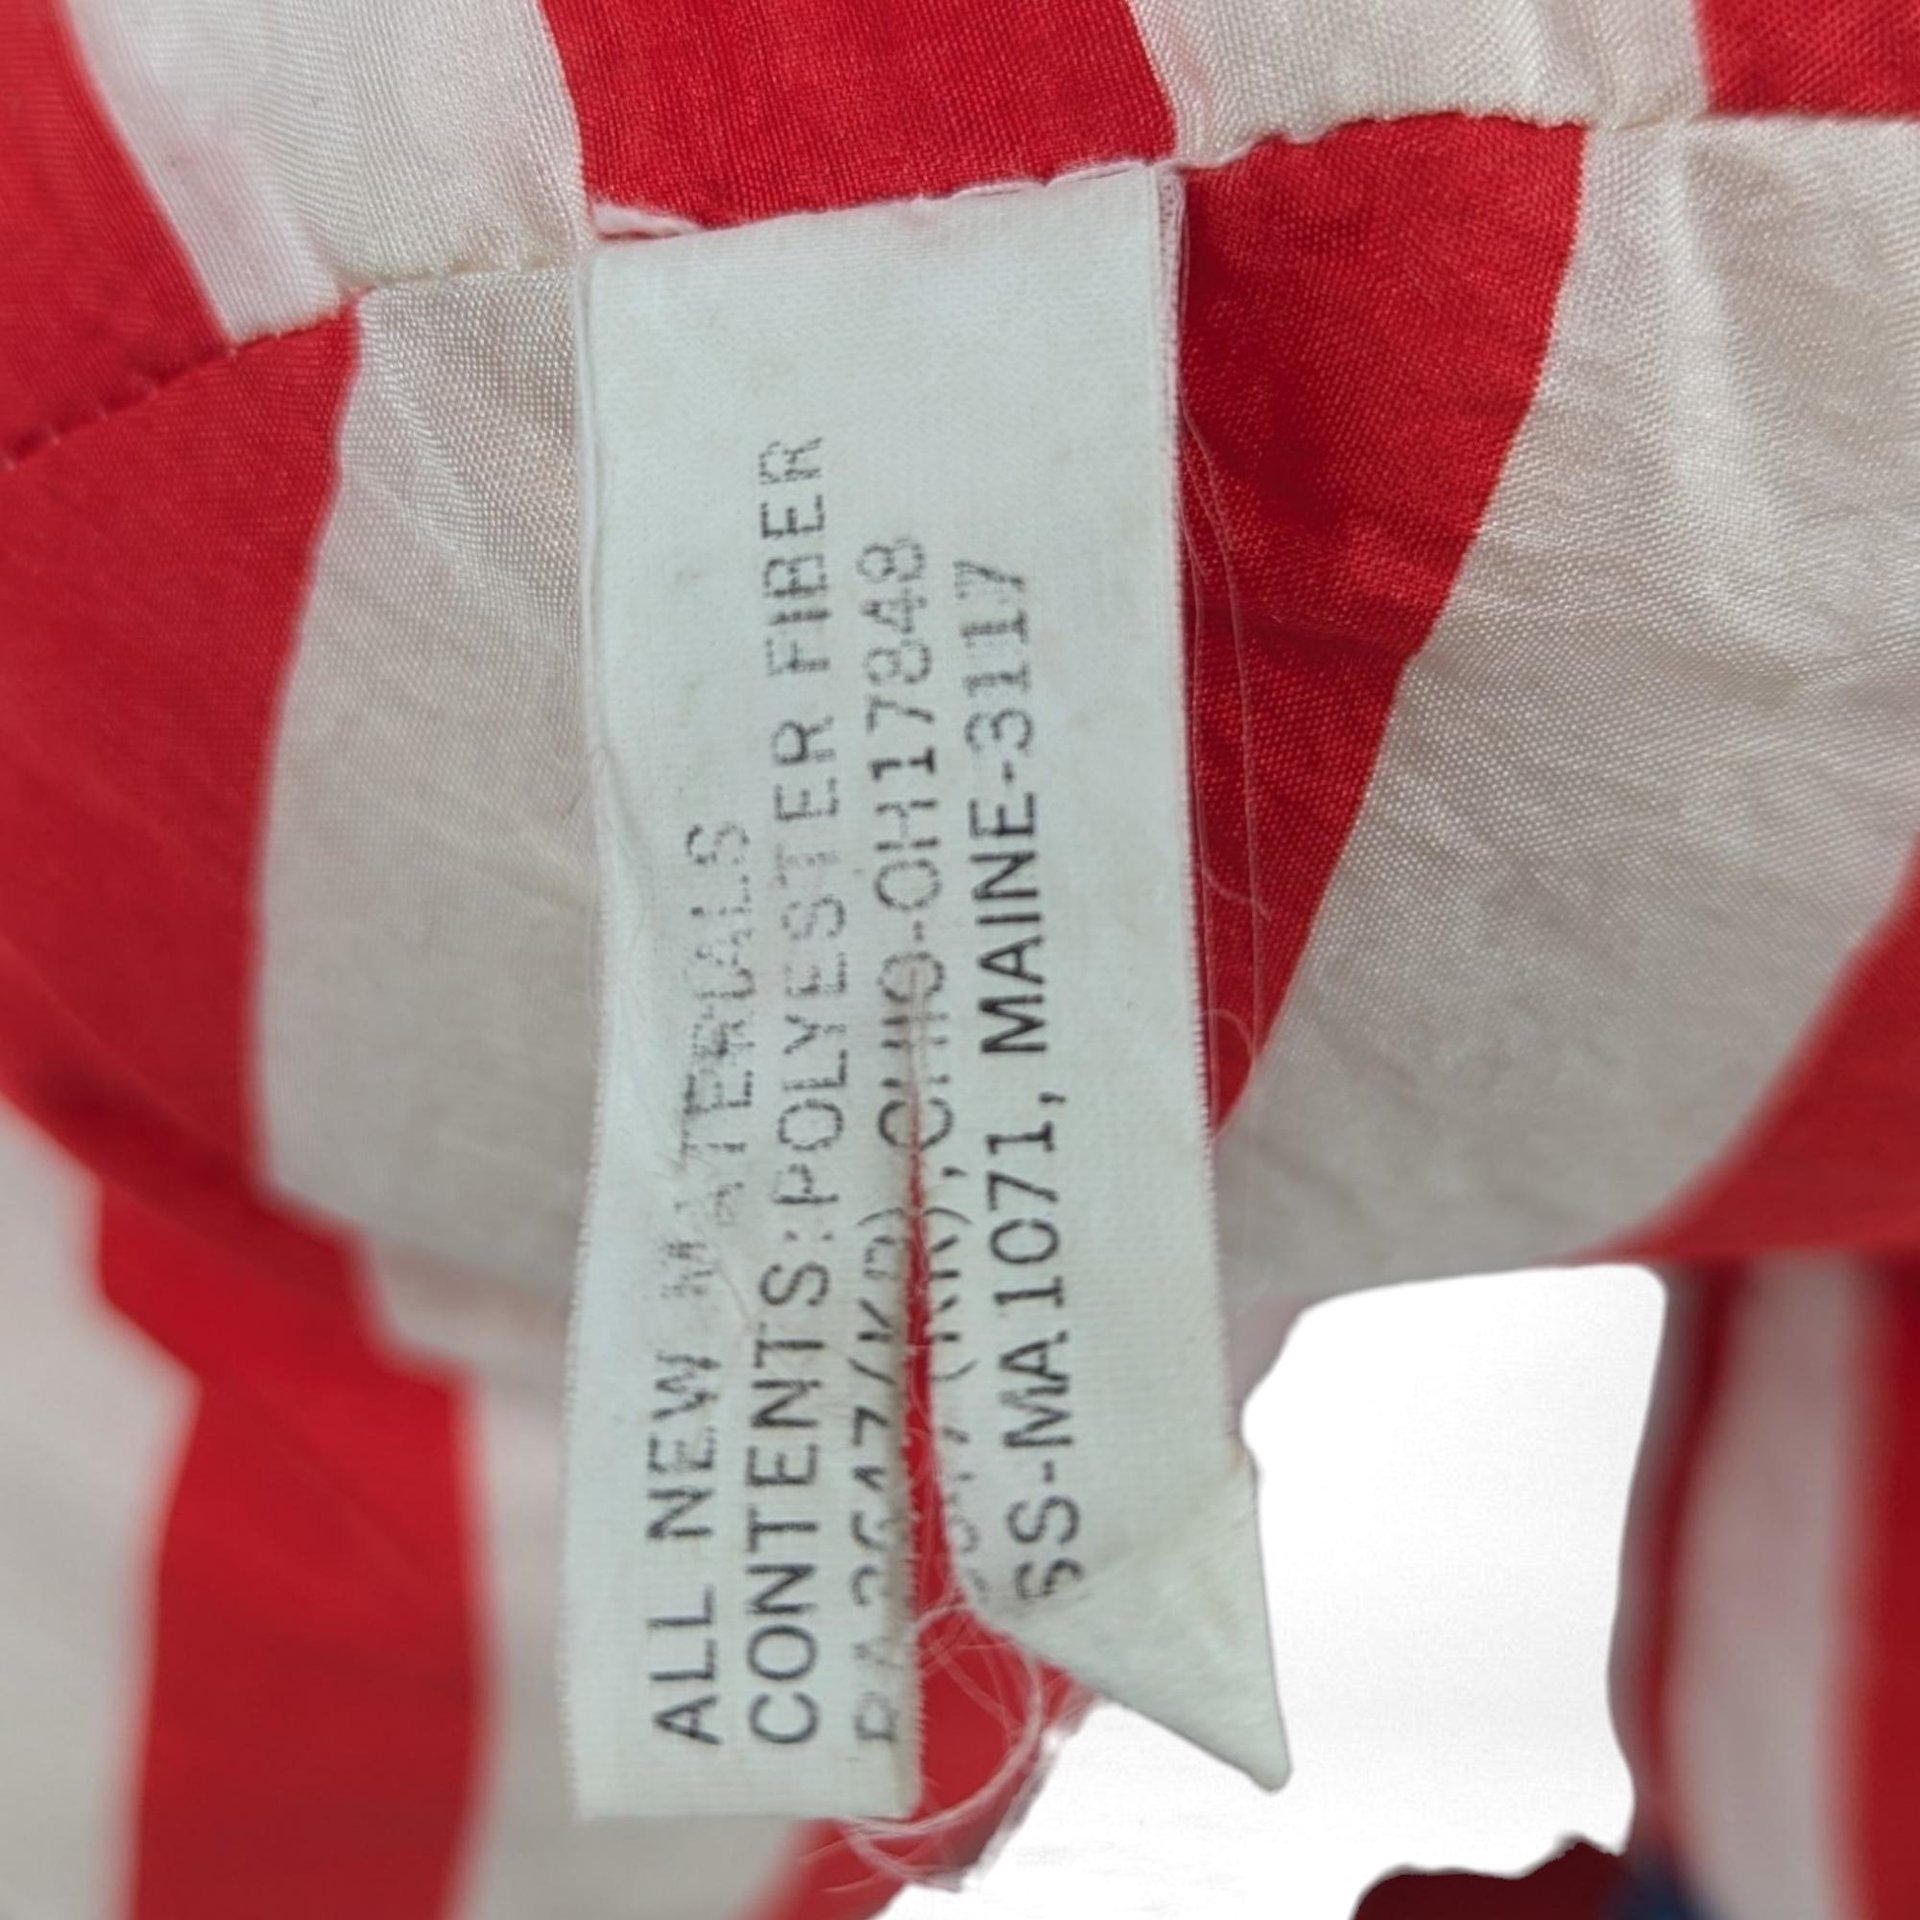 ALL NEW MATERIALS
CONTENTS:POLYESTER FIBER
(KR),OHIO-OH17848
SS-MA1071, MAINE-3117